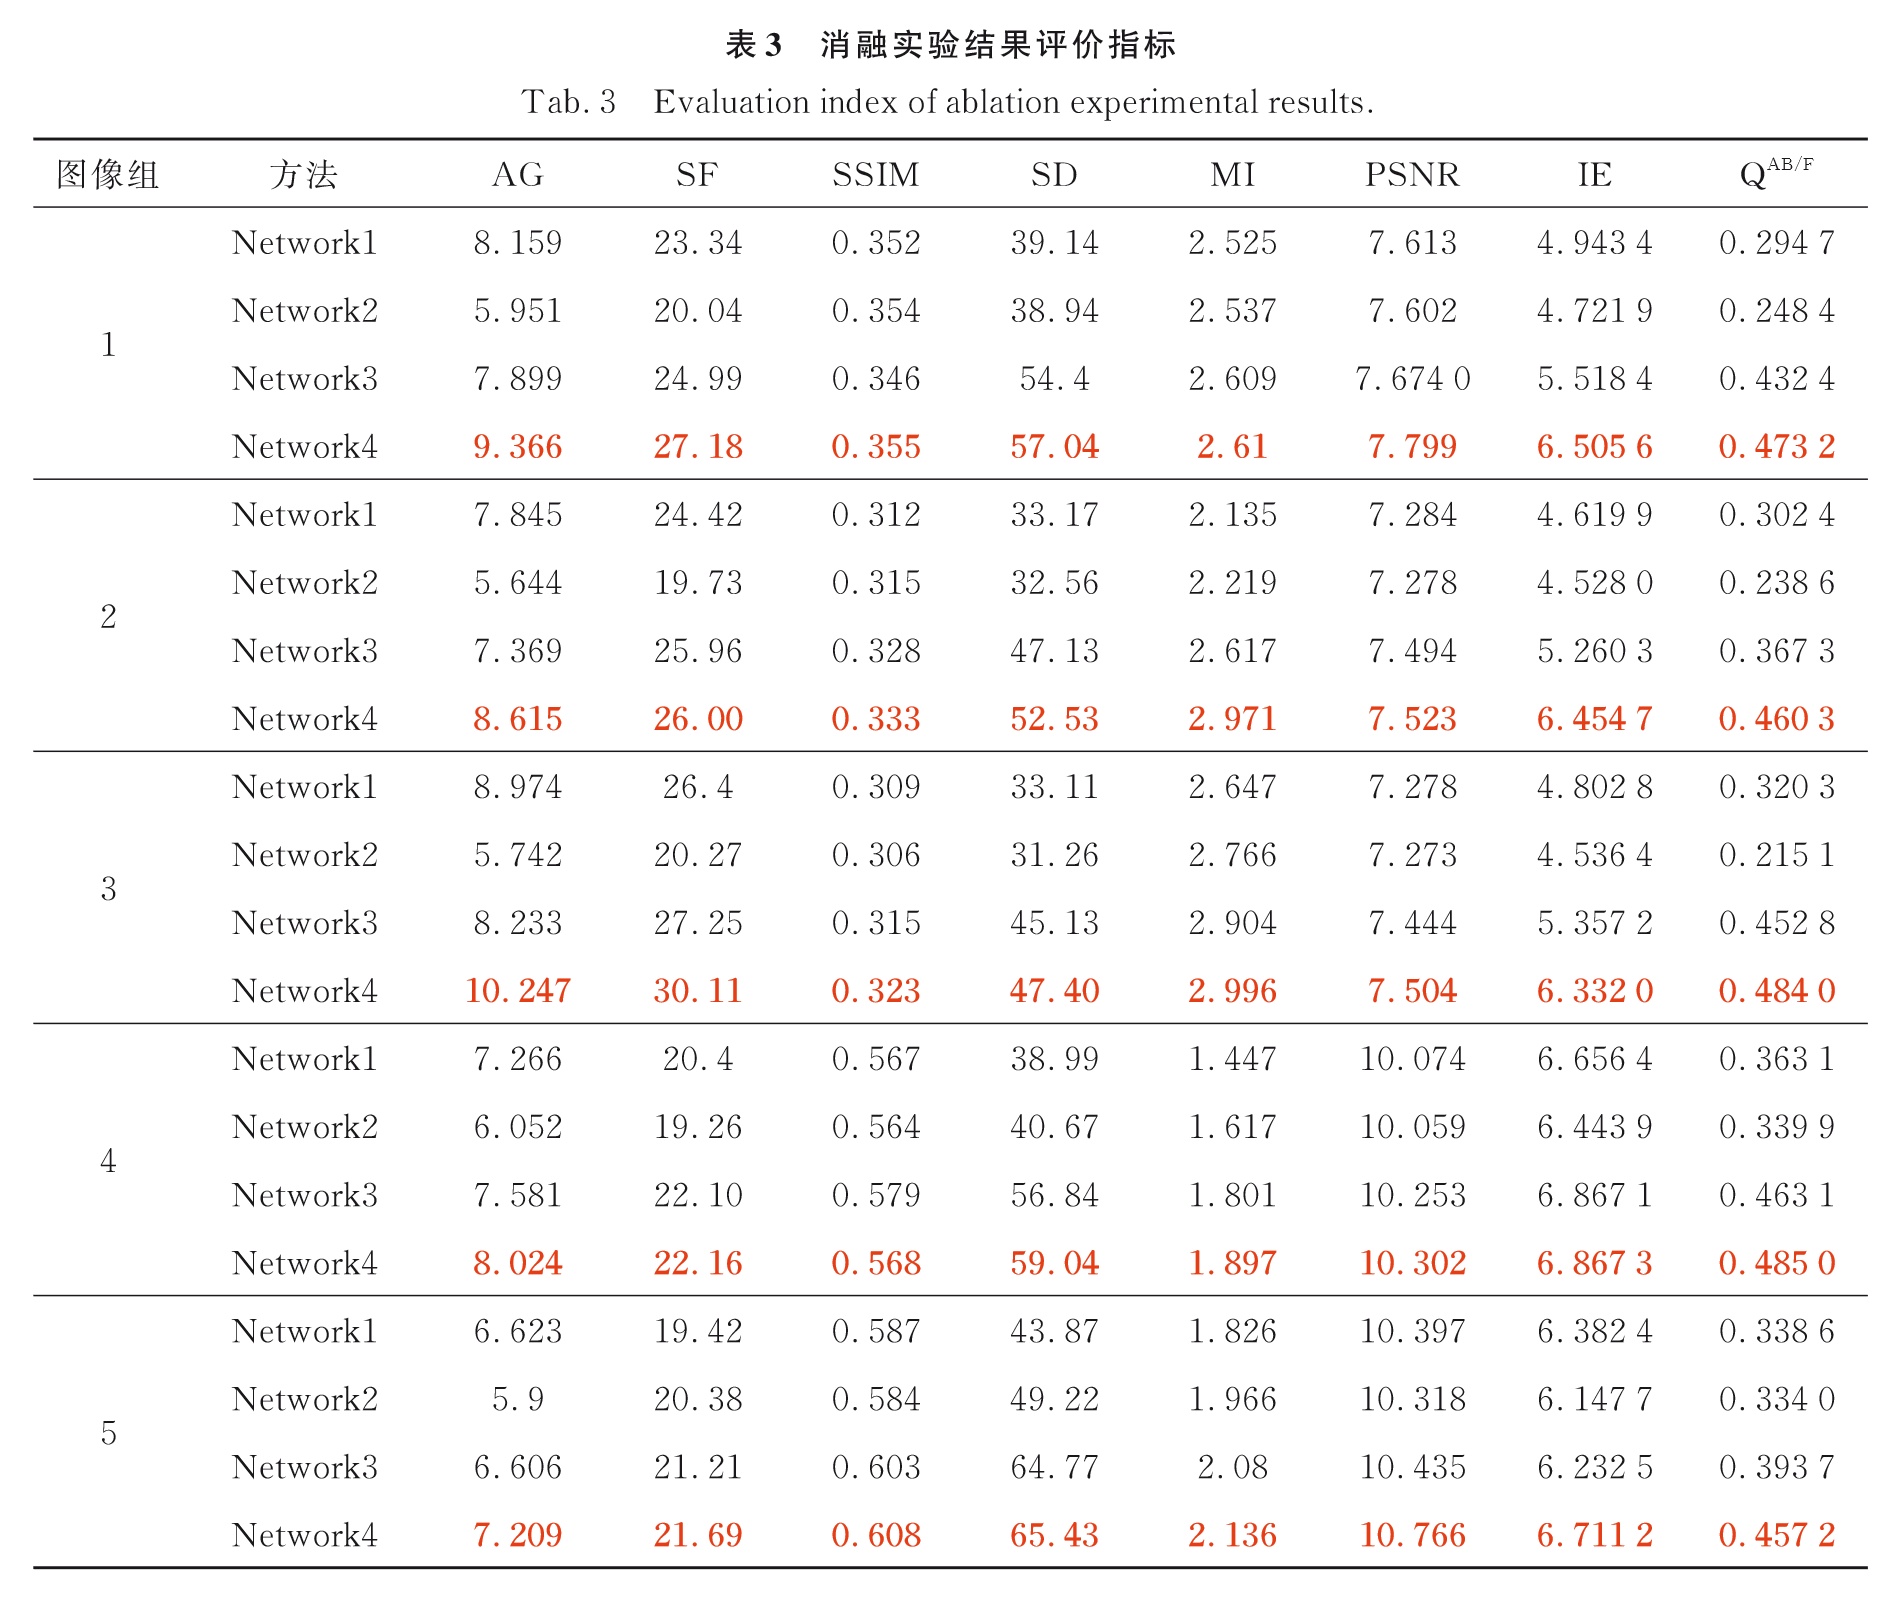 表3 消融实验结果评价指标
Tab. 3 Evaluation index of ablation experimental results.
图像组 方法 AG SF SSIM SD MI PSNR IE Q^AB/F
Network1 8.159 23.34 0.352 39.14 2.525 7.613 4.943 4 0.294 7
Network2 5.951 20.04 0.354 38.94 2.537 7.602 4.721 9 0.248 4
1
Network3 7.899 24.99 0.346 54.4 2.609 7.674 0 5.518 4 0.432 4
Network4 9.366 27.18 0.355 57.04 2.61 7.799 6.505 6 0.473 2
Network1 7.845 24.42 0.312 33.17 2.135 7.284 4.619 9 0.302 4
Network2 5.644 19.73 0.315 32.56 2.219 7.278 4.528 0 0.238 6
2
Network3 7.369 25.96 0.328 47.13 2.617 7.494 5.260 3 0.367 3
Network4 8.615 26.00 0.333 52.53 2.971 7.523 6.454 7 0.460 3
Network1 8.974 26.4 0.309 33.11 2.647 7.278 4.802 8 0.320 3
Network2 5.742 20.27 0.306 31.26 2.766 7.273 4.536 4 0.215 1
3
Network3 8.233 27.25 0.315 45.13 2.904 7.444 5.357 2 0.452 8
Network4 10.247 30.11 0.323 47.40 2.996 7.504 6.332 0 0.484 0
Network1 7.266 20.4 0.567 38.99 1.447 10.074 6.656 4 0.363 1
Network2 6.052 19.26 0.564 40.67 1.617 10.059 6.443 9 0.339 9
4
Network3 7.581 22.10 0.579 56.84 1.801 10.253 6.867 1 0.463 1
Network4 8.024 22.16 0.568 59.04 1.897 10.302 6.867 3 0.485 0
Network1 6.623 19.42 0.587 43.87 1.826 10.397 6.382 4 0.338 6
Network2 5.9 20.38 0.584 49.22 1.966 10.318 6.147 7 0.334 0
5
Network3 6.606 21.21 0.603 64.77 2.08 10.435 6.232 5 0.393 7
Network4 7.209 21.69 0.608 65.43 2.136 10.766 6.711 2 0.457 2